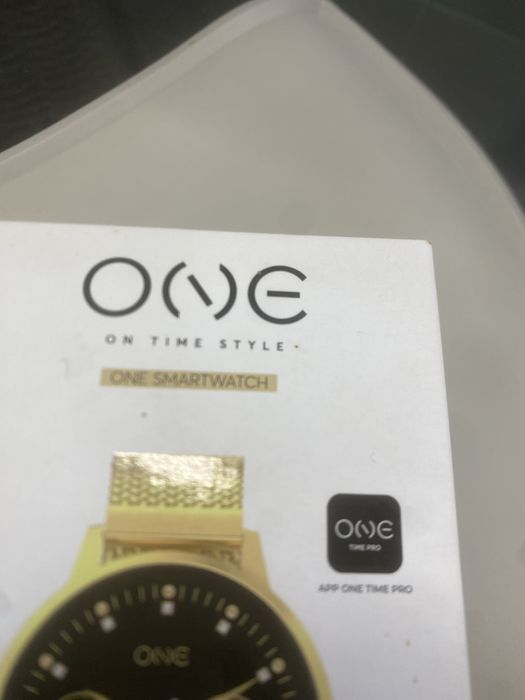 ONE
ON TIME STYLE
ONE SMARTWATCH
ONE
TIME PRO
APP ONE TIME PRO
ONE